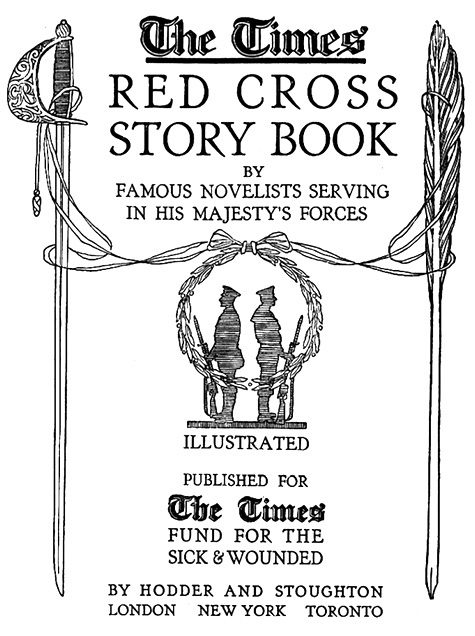 The Times
RED CROSS
STORY BOOK
BY
FAMOUS NOVELISTS SERVING
IN HIS MAJESTY'S FORCES
ILLUSTRATED
PUBLISHED FOR
The Times
FUND FOR THE
SICK & WOUNDED
BY HODDER AND STOUGHTON
LONDON NEW YORK TORONTO